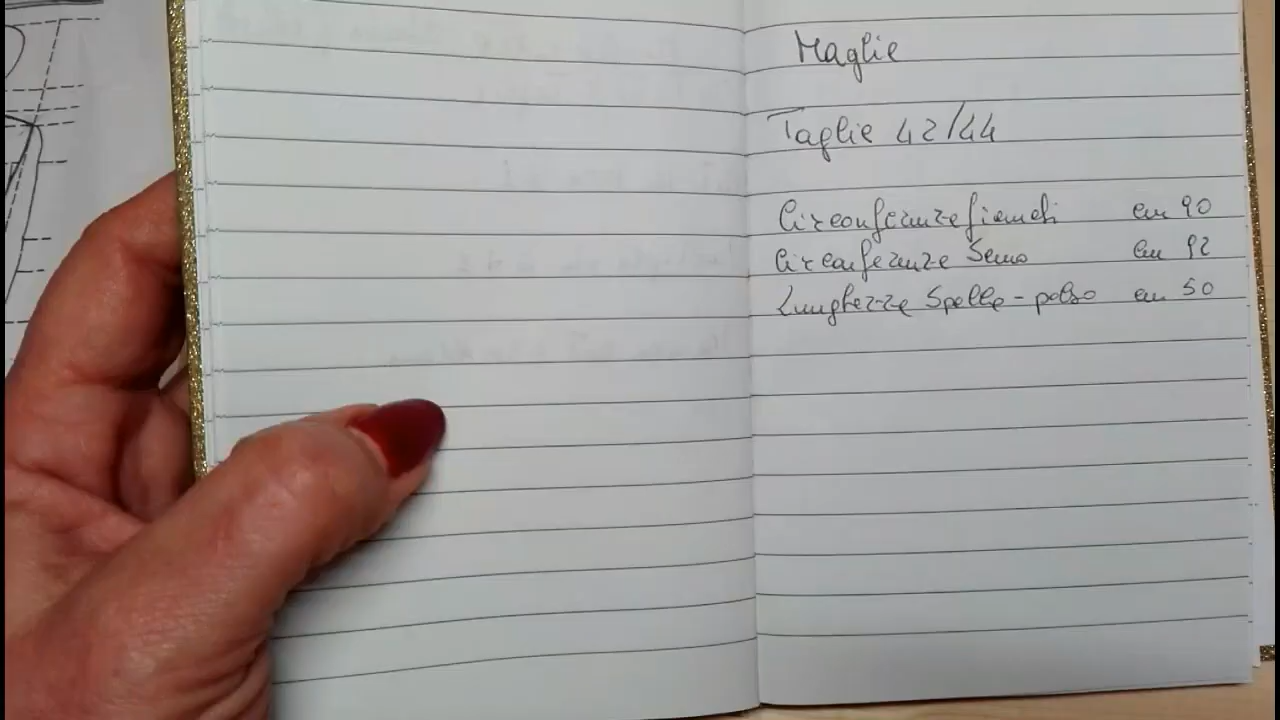 Maglie
Taglie 42/44
Circonferenza fianchi cm 90
Circonferenza Seno cm 92
Lunghezza Spalla - polso cm 50